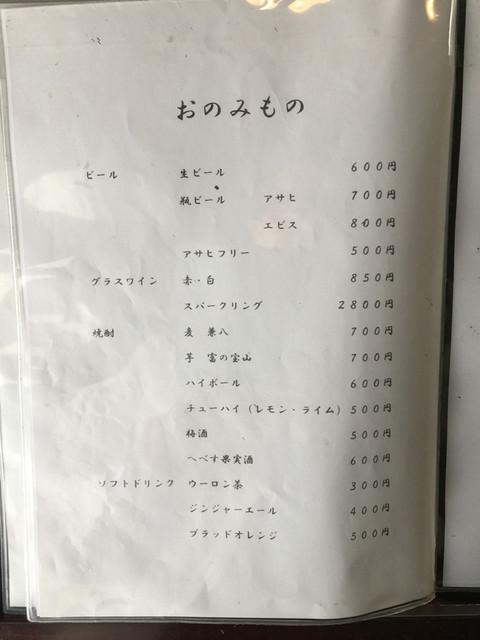 おのみもの
ビール 生ビール 600円
瓶ビール アサヒ 700円
エビス 800円
アサヒフリー 500円
グラスワイン 赤・白 850円
スパークリング 2800円
焼酎 麦 兼八 700円
芋 富の宝山 700円
ハイボール 600円
チューハイ（レモン・ライム） 500円
梅酒 500円
へべす果実酒 600円
ソフトドリンク ウーロン茶 300円
ジンジャーエール 400円
ブラッドオレンジ 500円